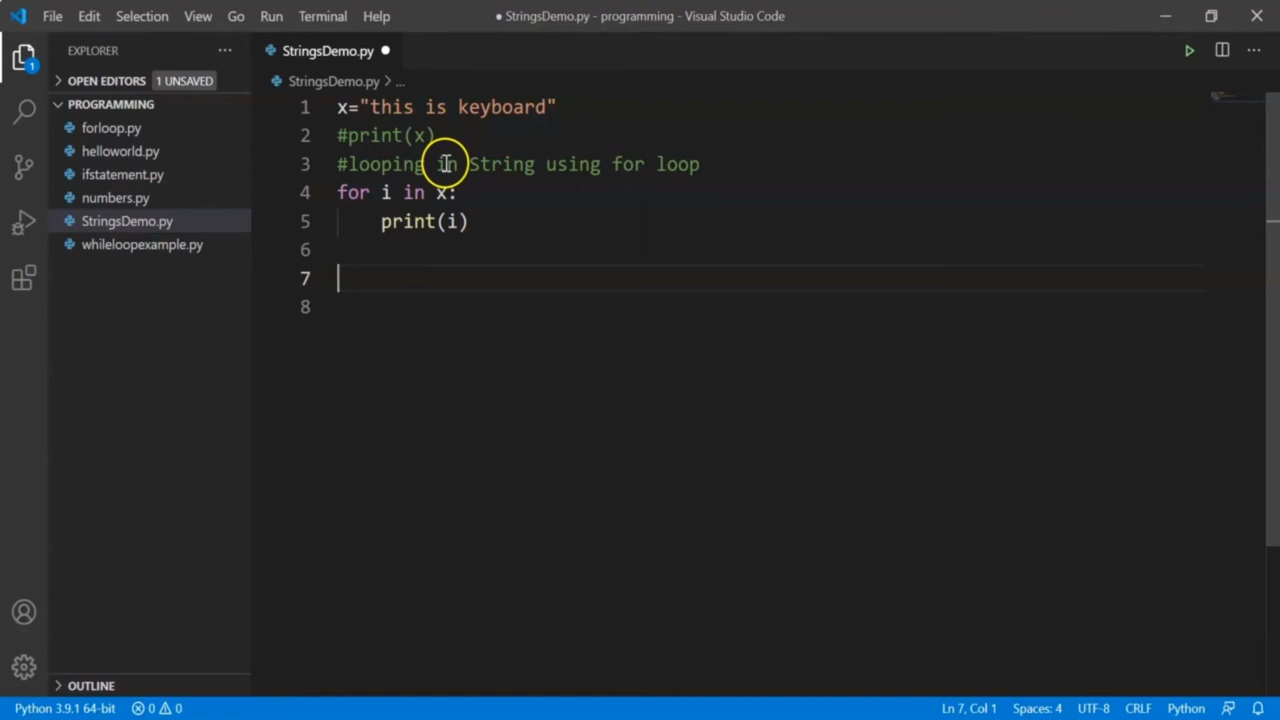 File Edit Selection View Go Run Terminal Help ● StringsDemo.py - programming - Visual Studio Code
EXPLORER ··· StringsDemo.py ●
OPEN EDITORS 1 UNSAVED StringsDemo.py > ...
PROGRAMMING
forloop.py
helloworld.py
ifstatement.py
numbers.py
StringsDemo.py
whileloopexample.py
1 x="this is keyboard"
2 #print(x)
3 #looping in String using for loop
4 for i in x:
5 print(i)
6
7
8
1
OUTLINE
Python 3.9.1 64-bit 0 0 Ln 7, Col 1 Spaces: 4 UTF-8 CRLF Python